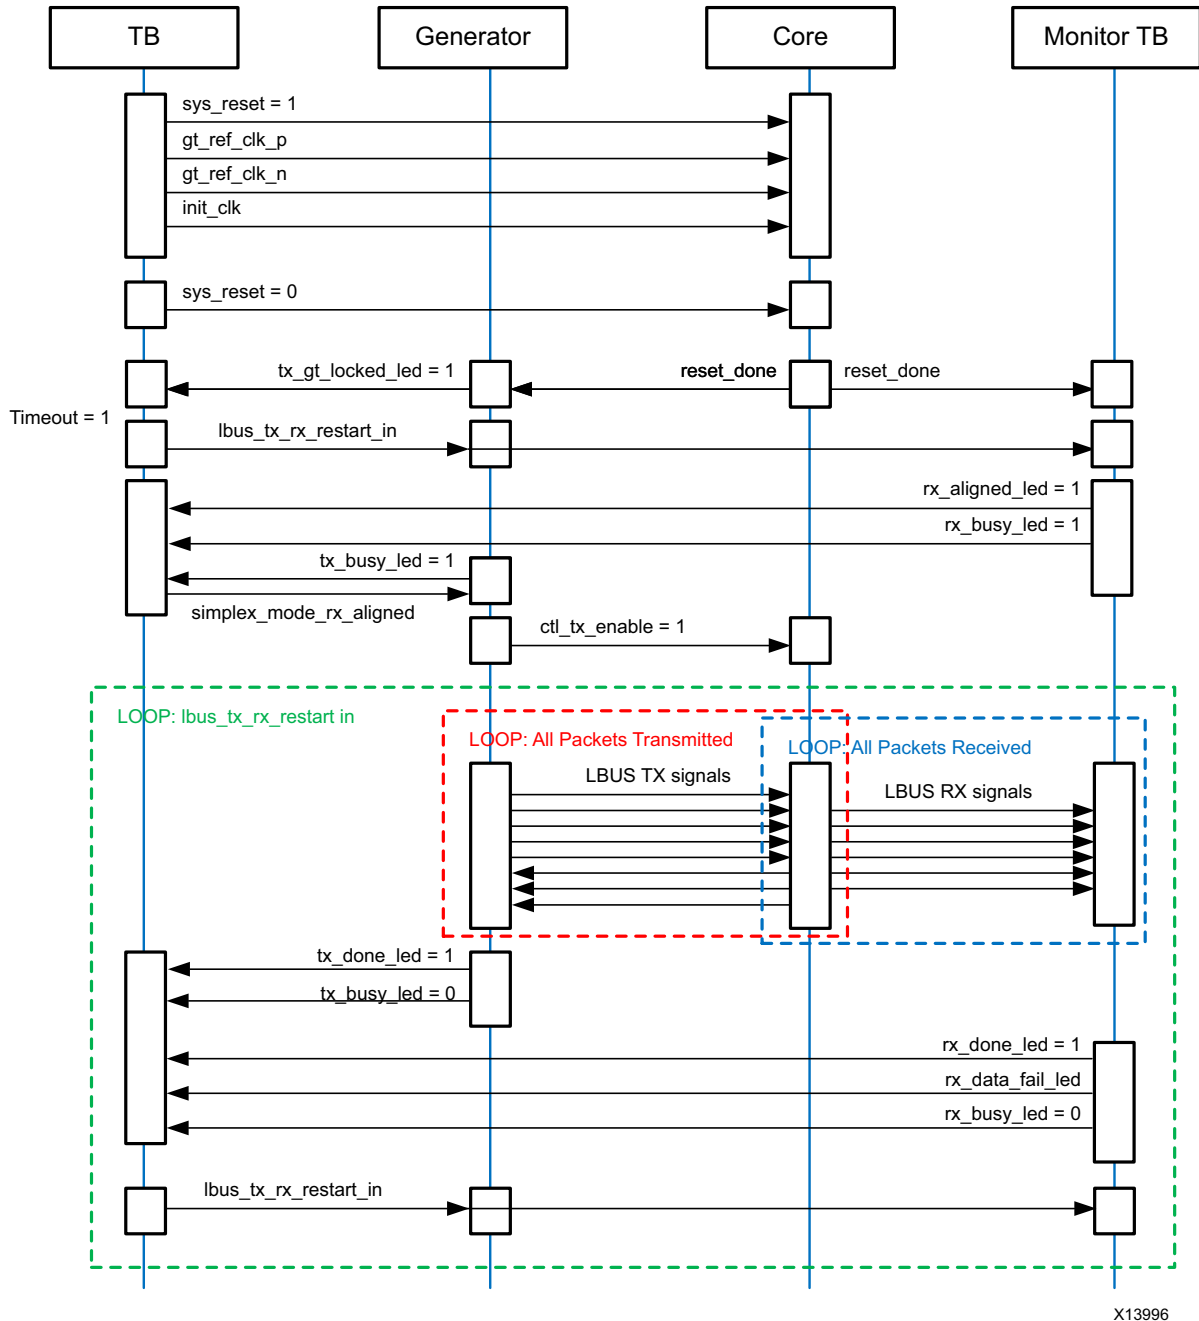 TB
Generator
Core
Monitor TB
sys_reset = 1
gt_ref_clk_p
gt_ref_clk_n
init_clk
sys_reset = 0
tx_gt_locked_led = 1
reset_done
reset_done
Timeout = 1
lbus_tx_rx_restart_in
rx_aligned_led = 1
rx_busy_led = 1
tx_busy_led = 1
simplex_mode_rx_aligned
ctl_tx_enable = 1
LOOP: lbus_tx_rx_restart in
LOOP: All Packets Transmitted
LOOP: All Packets Received
LBUS TX signals
LBUS RX signals
tx_done_led = 1
tx_busy_led = 0
rx_done_led = 1
rx_data_fail_led
rx_busy_led = 0
lbus_tx_rx_restart_in
X13996